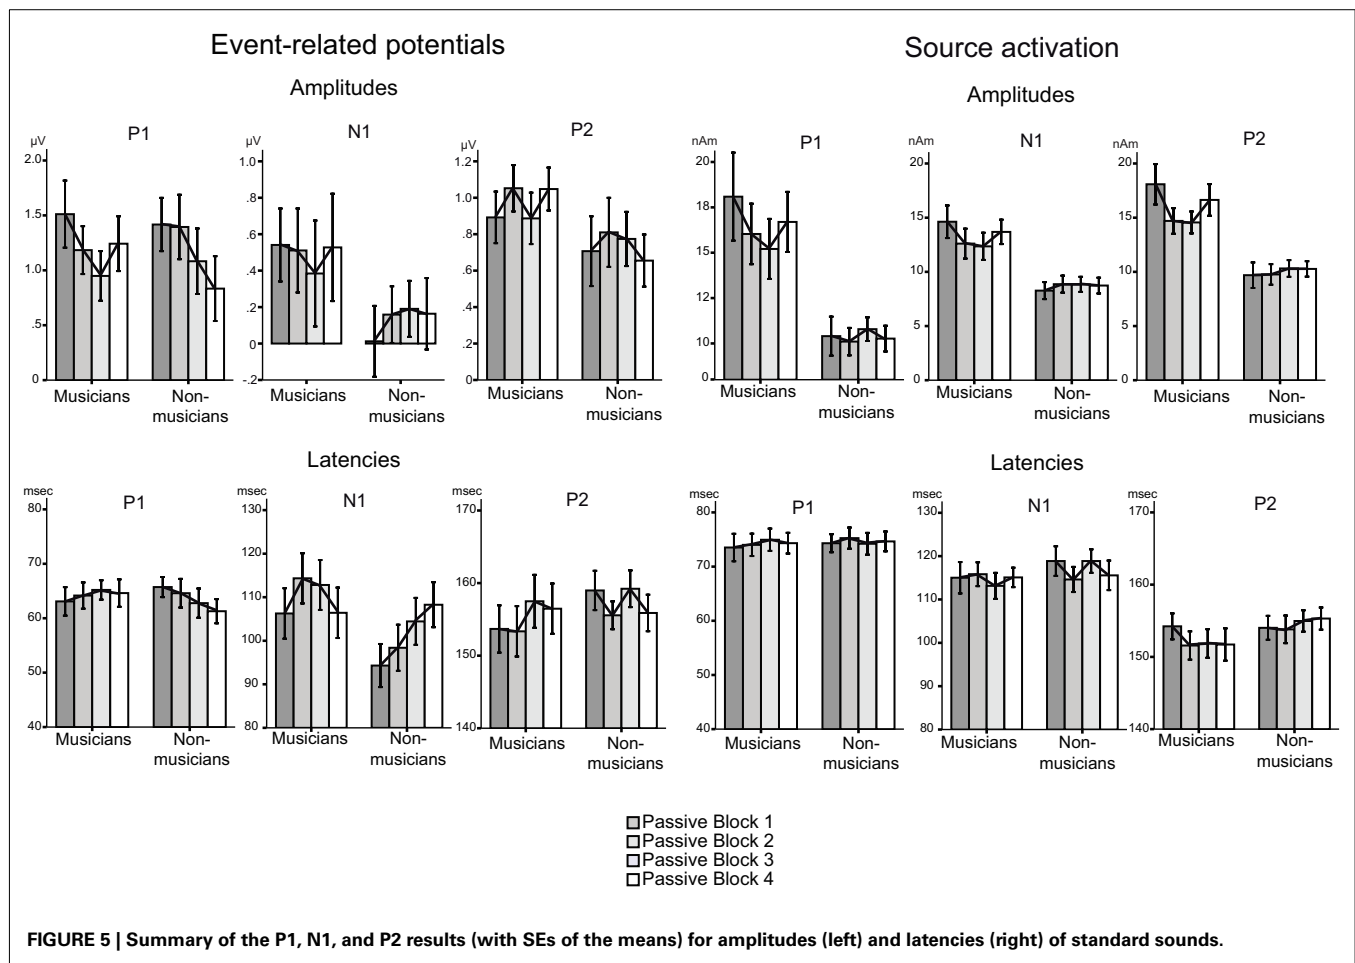 Event-related potentials
Source activation
Amplitudes
Amplitudes
P1
N1
P2
P1
N1
P2
µV
2.0
1.5
1.0
.5
0
Musicians
Non-
musicians
µV
1.0
.8
.6
.4
.2
0
-.2
Musicians
Non-
musicians
µV
1.2
1.0
.8
.6
.4
.2
0
Musicians
Non-
musicians
nAm
20
18
15
12
10
0
Musicians
Non-
musicians
nAm
20
15
10
5
0
Musicians
Non-
musicians
nAm
20
15
10
5
0
Musicians
Non-
musicians
Latencies
Latencies
P1
N1
P2
P1
N1
P2
msec
80
70
60
50
40
Musicians
Non-
musicians
msec
130
120
110
100
90
80
Musicians
Non-
musicians
msec
170
160
150
140
Musicians
Non-
musicians
msec
80
70
60
50
40
Musicians
Non-
musicians
msec
130
120
110
100
90
80
Musicians
Non-
musicians
msec
170
160
150
140
Musicians
Non-
musicians
Passive Block 1
Passive Block 2
Passive Block 3
Passive Block 4
FIGURE 5 | Summary of the P1, N1, and P2 results (with SEs of the means) for amplitudes (left) and latencies (right) of standard sounds.